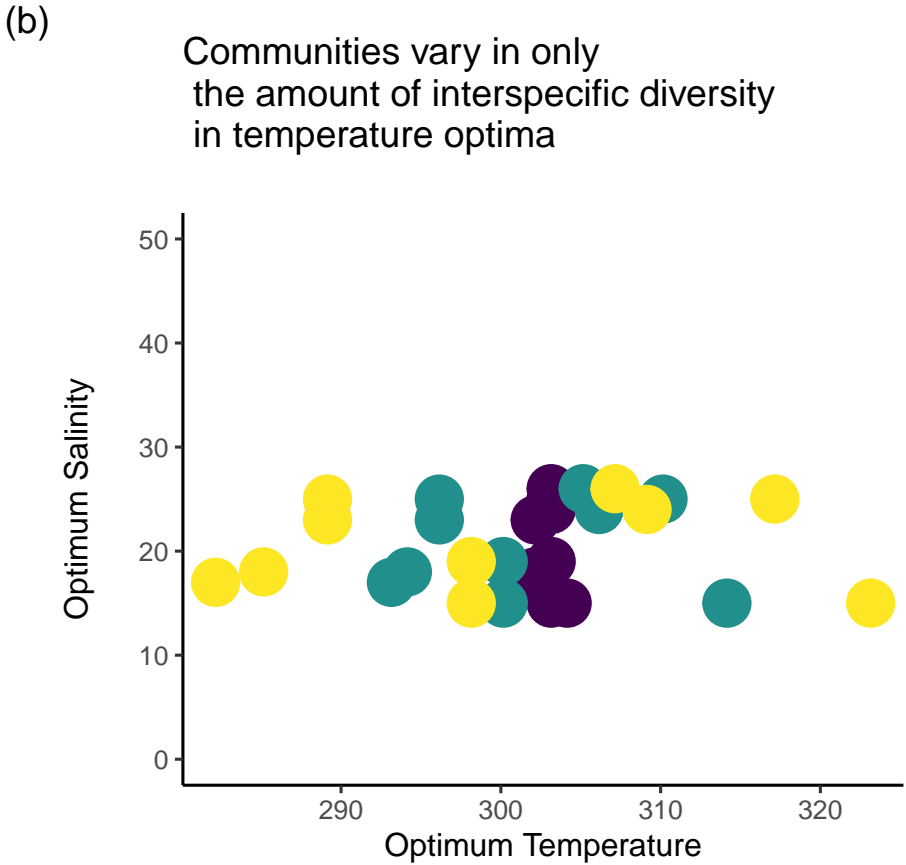 (b)
Communities vary in only
the amount of interspecific diversity
in temperature optima
50
40
30
20
10
0
Optimum Salinity
290 300 310 320
Optimum Temperature